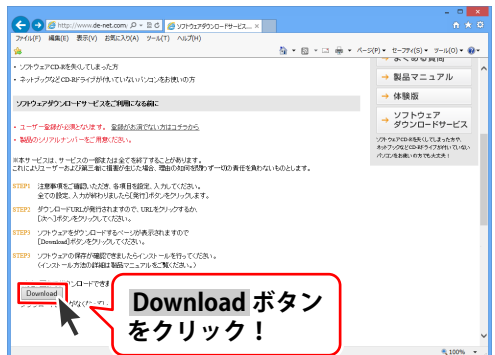 http://www.de-net.com/
ソフトウェアダウンロードサービス... ×
ファイル(F) 編集(E) 表示(V) お気に入り(A) ツール(T) ヘルプ(H)
ページ(P) セーフティ(S) ツール(O)
・ソフトウェアCD-Rを失くしてしまった方
・ネットブックなどCD-Rドライブが付いていないパソコンをお使いの方
ソフトウェアダウンロードサービスをご利用になる前に
・ユーザー登録が必須となります。 登録がお済でない方はコチラから
・製品のシリアルナンバーをご用意ください。
※本サービスは、サービスの一部または全てを終了することがあります。
これによりユーザーおよび第三者に損害が生じた場合、理由の如何を問わず一切の責任を負わないものとします。
STEP1 注意事項をご確認いただき、各項目を設定、入力してください。
全ての設定、入力が終わりましたら[発行]ボタンをクリックします。
STEP2 ダウンロードURLが発行されますので、URLをクリックするか、
[次へ]ボタンをクリックしてください。
STEP3 ソフトウェアをダウンロードするページが表示されますので
[Download]ボタンをクリックしてください。
STEP3 ソフトウェアの保存が確認できましたらインストールを行ってください。
(インストール方法の詳細は製品マニュアルをご覧ください。)
よくある質問
→ 製品マニュアル
→ 体験版
→ ソフトウェア
ダウンロードサービス
ソフトウェアCD-Rを失くしてしまった方や、
ネットブックなどCD-Rドライブが付いていない
パソコンをお使いの方でも大丈夫!
ンロードできま
Download
Download ボタン
をクリック！
100%